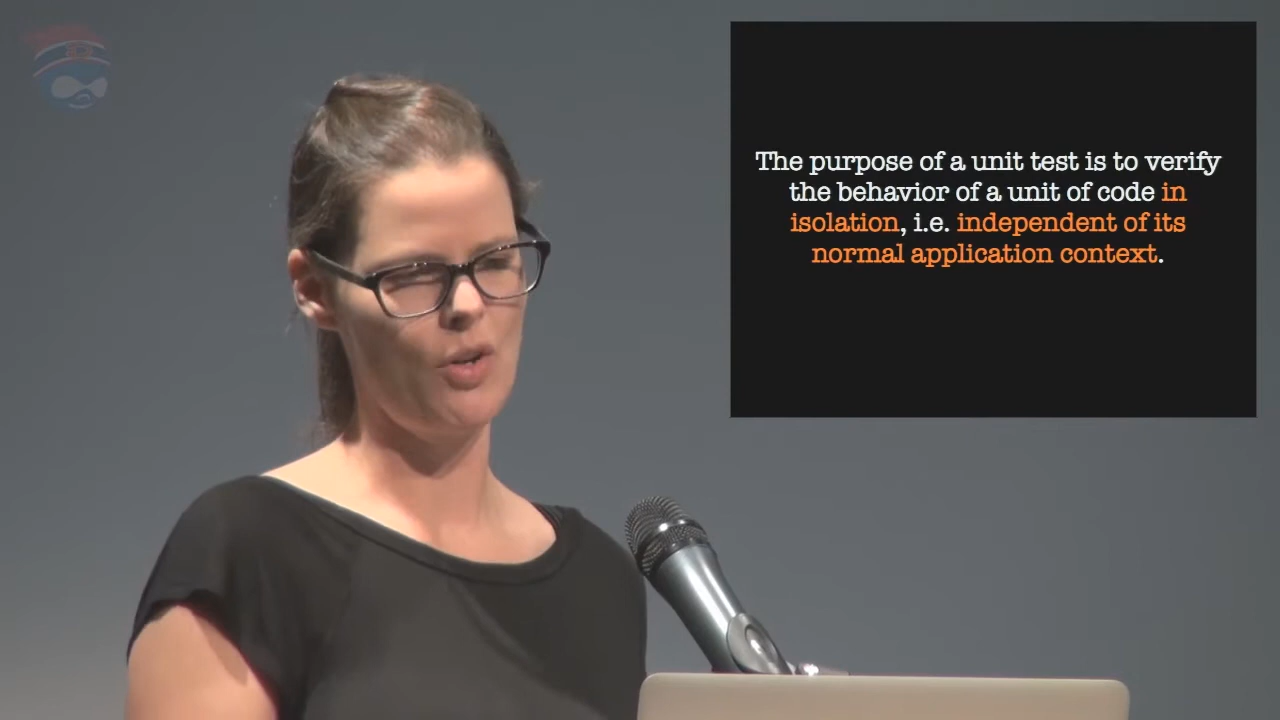 The purpose of a unit test is to verify
the behavior of a unit of code in
isolation, i.e. independent of its
normal application context.